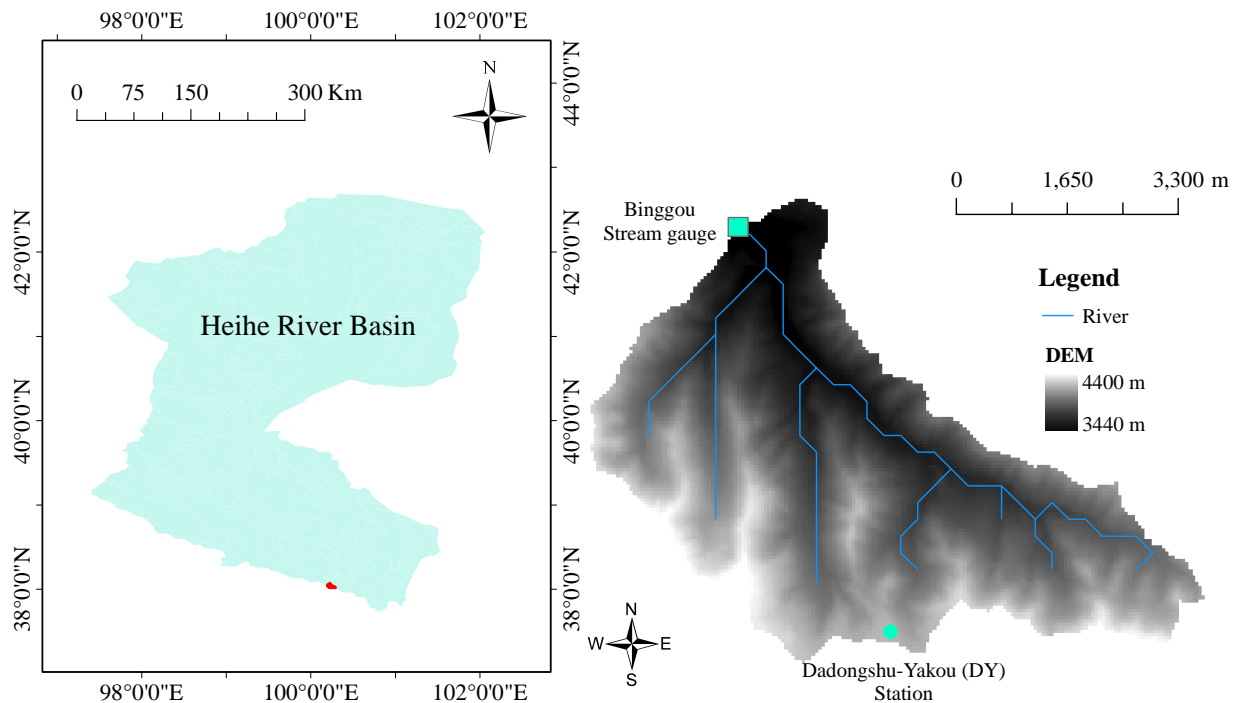 98°0'0"E 100°0'0"E 102°0'0"E
N
0 75 150 300 Km
44°0'0"N
42°0'0"N 42°0'0"N
Heihe River Basin
40°0'0"N 40°0'0"N
38°0'0"N 38°0'0"N
98°0'0"E 100°0'0"E 102°0'0"E
0 1,650 3,300 m
Binggou
Stream gauge
Legend
River
DEM
4400 m
3440 m
N
W E
S
Dadongshu-Yakou (DY)
Station